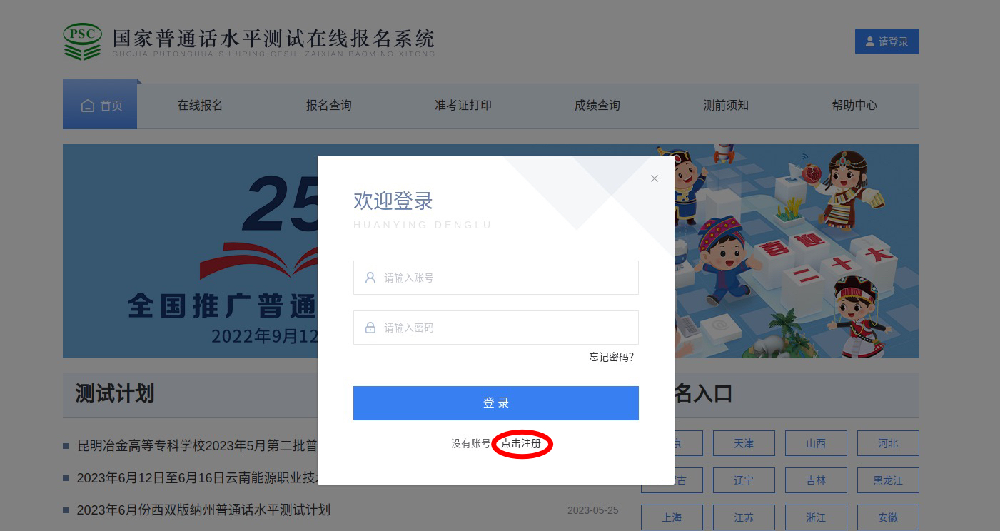 PSC
国家普通话水平测试在线报名系统
GUOJIA PUTONGHUA SHUIPING CESHI ZAIXIAN BAOMING XITONG
请登录
首页 在线报名 报名查询 准考证打印 成绩查询 测前须知 帮助中心
25
全国推广普通
2022年9月12
喜迎二十大
欢迎登录
HUANYING DENGLU
请输入账号
请输入密码
忘记密码?
登 录
没有账号 点击注册
测试计划
名入口
昆明冶金高等专科学校2023年5月第二批普
2023年6月12日至6月16日云南能源职业技
2023年6月份西双版纳州普通话水平测试计划 2023-05-25
京 天津 山西 河北
古 辽宁 吉林 黑龙江
上海 江苏 浙江 安徽